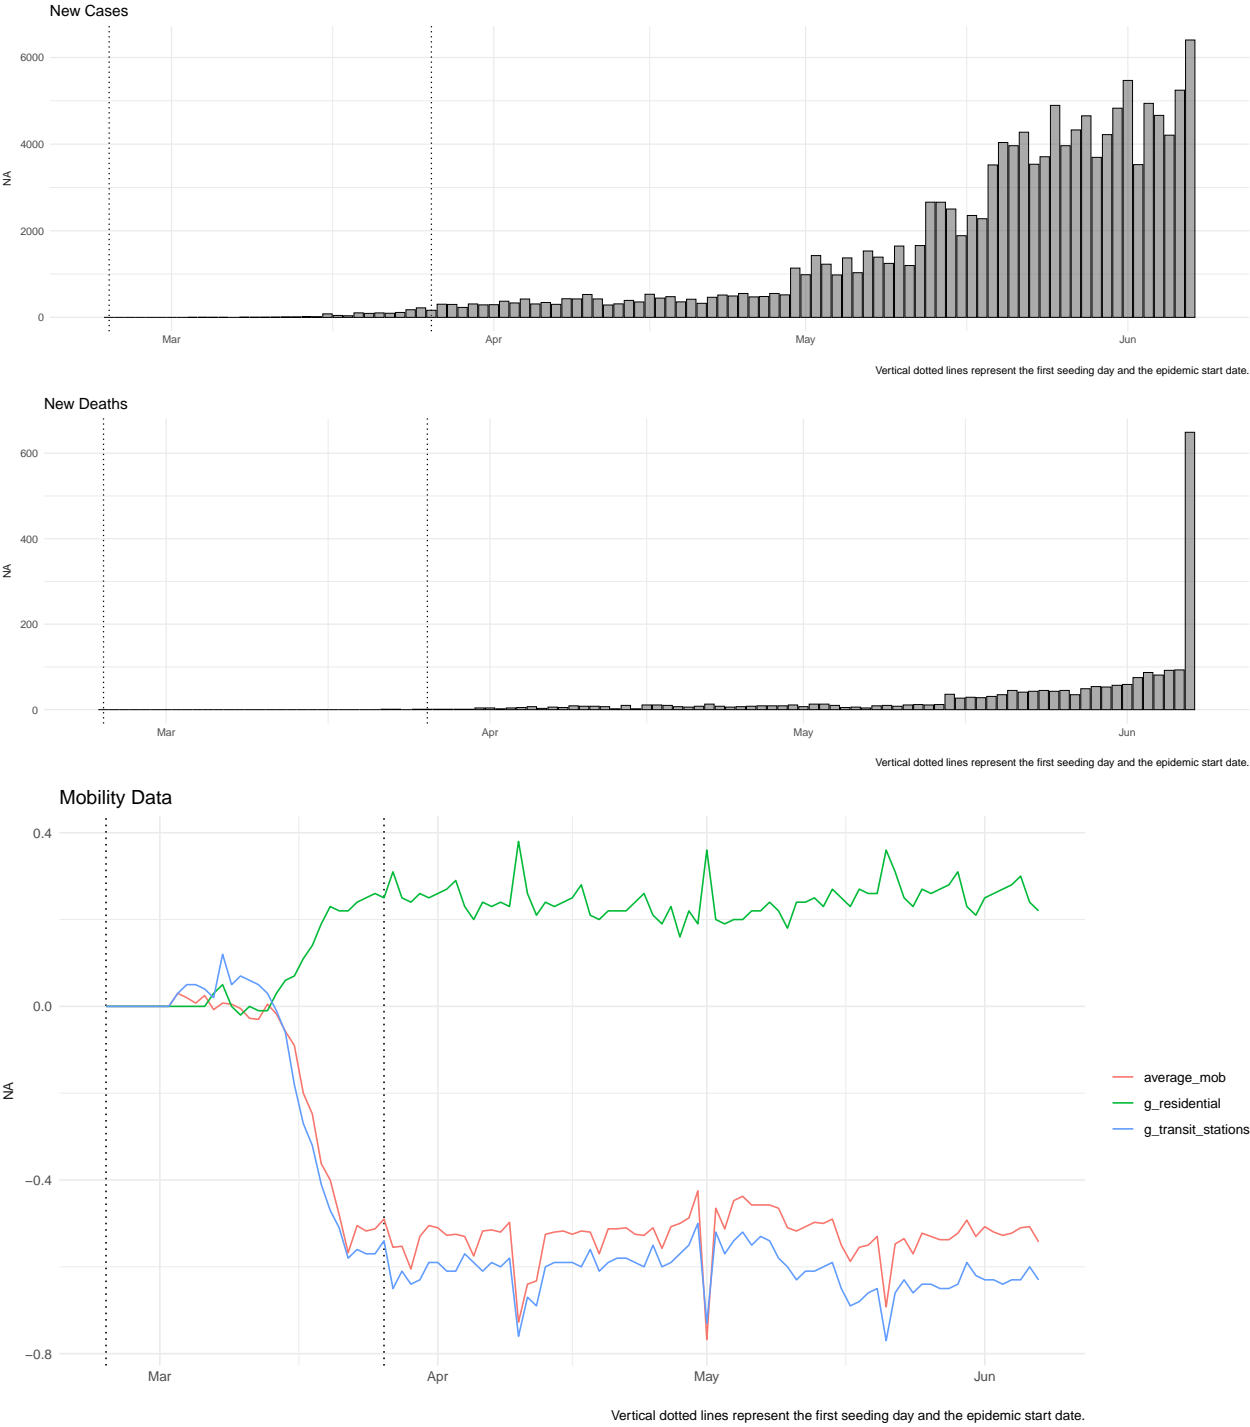 New Cases
6000
4000
2000
0
NA
Mar Apr May Jun
Vertical dotted lines represent the first seeding day and the epidemic start date.
New Deaths
600
400
200
0
NA
Mar Apr May Jun
Vertical dotted lines represent the first seeding day and the epidemic start date.
Mobility Data
0.4
0.0
−0.4
−0.8
NA
average_mob
g_residential
g_transit_stations
Mar Apr May Jun
Vertical dotted lines represent the first seeding day and the epidemic start date.